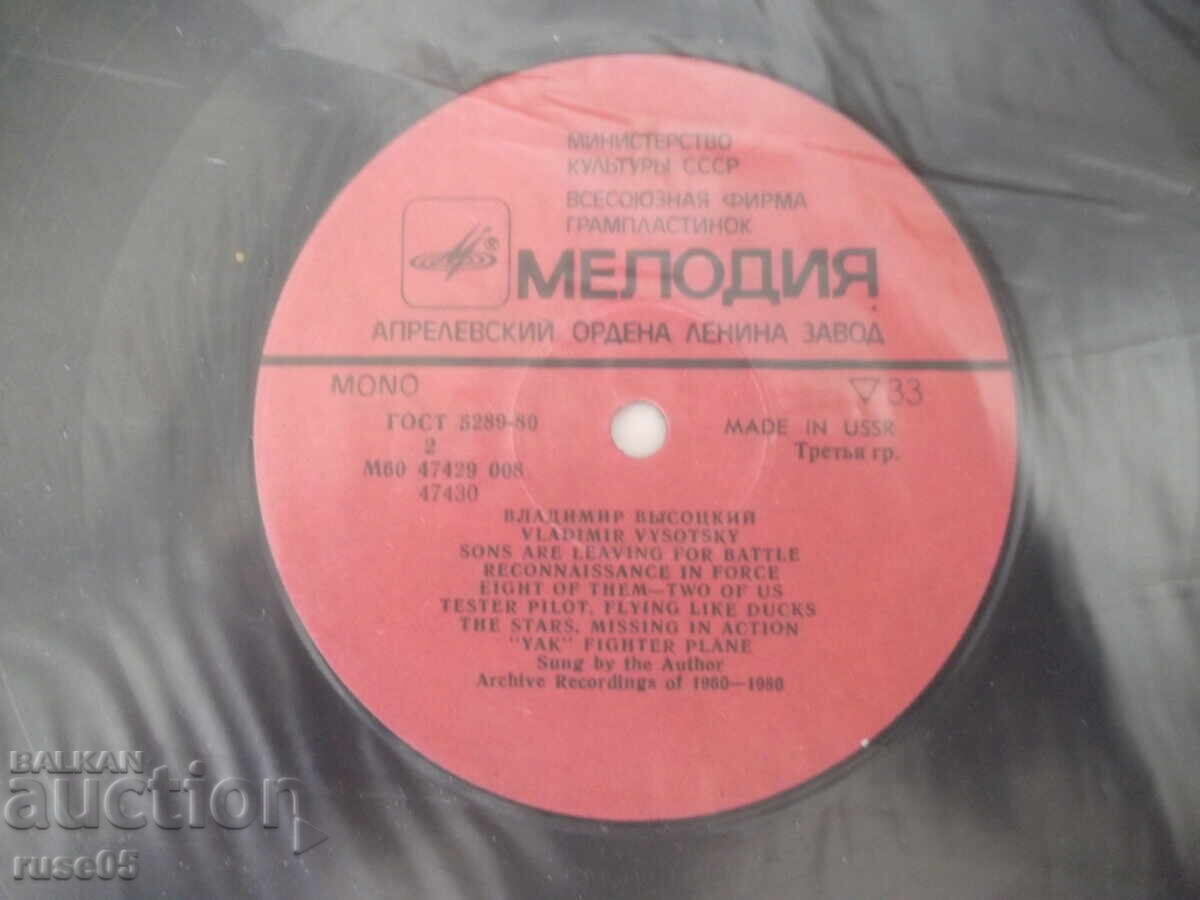 МИНИСТЕРСТВО
КУЛЬТУРЫ СССР
ВСЕСОЮЗНАЯ ФИРМА
ГРАМПЛАСТИНОК
® МЕЛОДИЯ
АПРЕЛЕВСКИЙ ОРДЕНА ЛЕНИНА ЗАВОД
MONO ▽33
ГОСТ 5289-80 MADE IN USSR
2 Третья гр.
М60 47429 008
47430
ВЛАДИМИР ВЫСОЦКИЙ
VLADIMIR VYSOTSKY
SONS ARE LEAVING FOR BATTLE
RECONNAISSANCE IN FORCE
EIGHT OF THEM—TWO OF US
TESTER PILOT, FLYING LIKE DUCKS
THE STARS, MISSING IN ACTION
"YAK" FIGHTER PLANE
Sung by the Author
Archive Recordings of 1960—1980
BALKAN
auction
ruse05